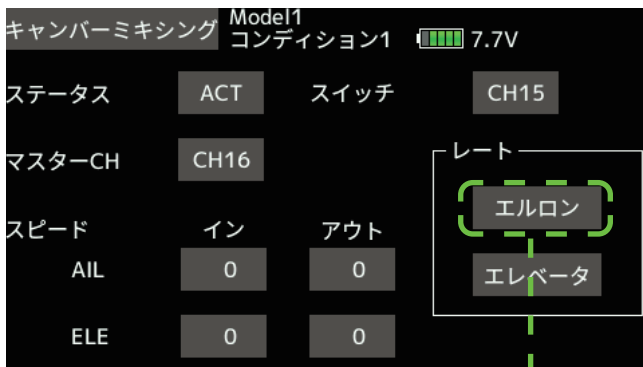 キャンバーミキシング Model1
コンディション1 7.7V
ステータス ACT スイッチ CH15
マスターCH CH16
レート
エルロン
スピード イン アウト
AIL 0 0
エレベータ
ELE 0 0